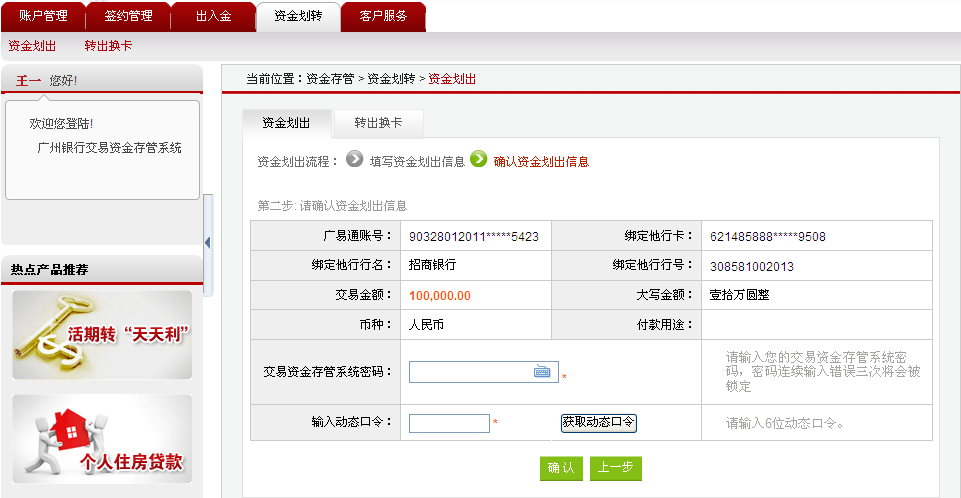 账户管理 签约管理 出入金 资金划转 客户服务
资金划出 转出换卡
王一 您好!
欢迎您登陆!
广州银行交易资金存管系统
热点产品推荐
活期转“天天利”
个人住房贷款
当前位置：资金存管 > 资金划转 > 资金划出
资金划出 转出换卡
资金划出流程： 填写资金划出信息 确认资金划出信息
第二步: 请确认资金划出信息
广易通账号： 90328012011*****5423 绑定他行卡： 621485888*****9508
绑定他行行名： 招商银行 绑定他行行号： 308581002013
交易金额： 100,000.00 大写金额： 壹拾万圆整
币种： 人民币 付款用途：
交易资金存管系统密码： * 请输入您的交易资金存管系统密
码，密码连续输入错误三次将会被
锁定
输入动态口令： * 获取动态口令 请输入6位动态口令。
确 认 上一步